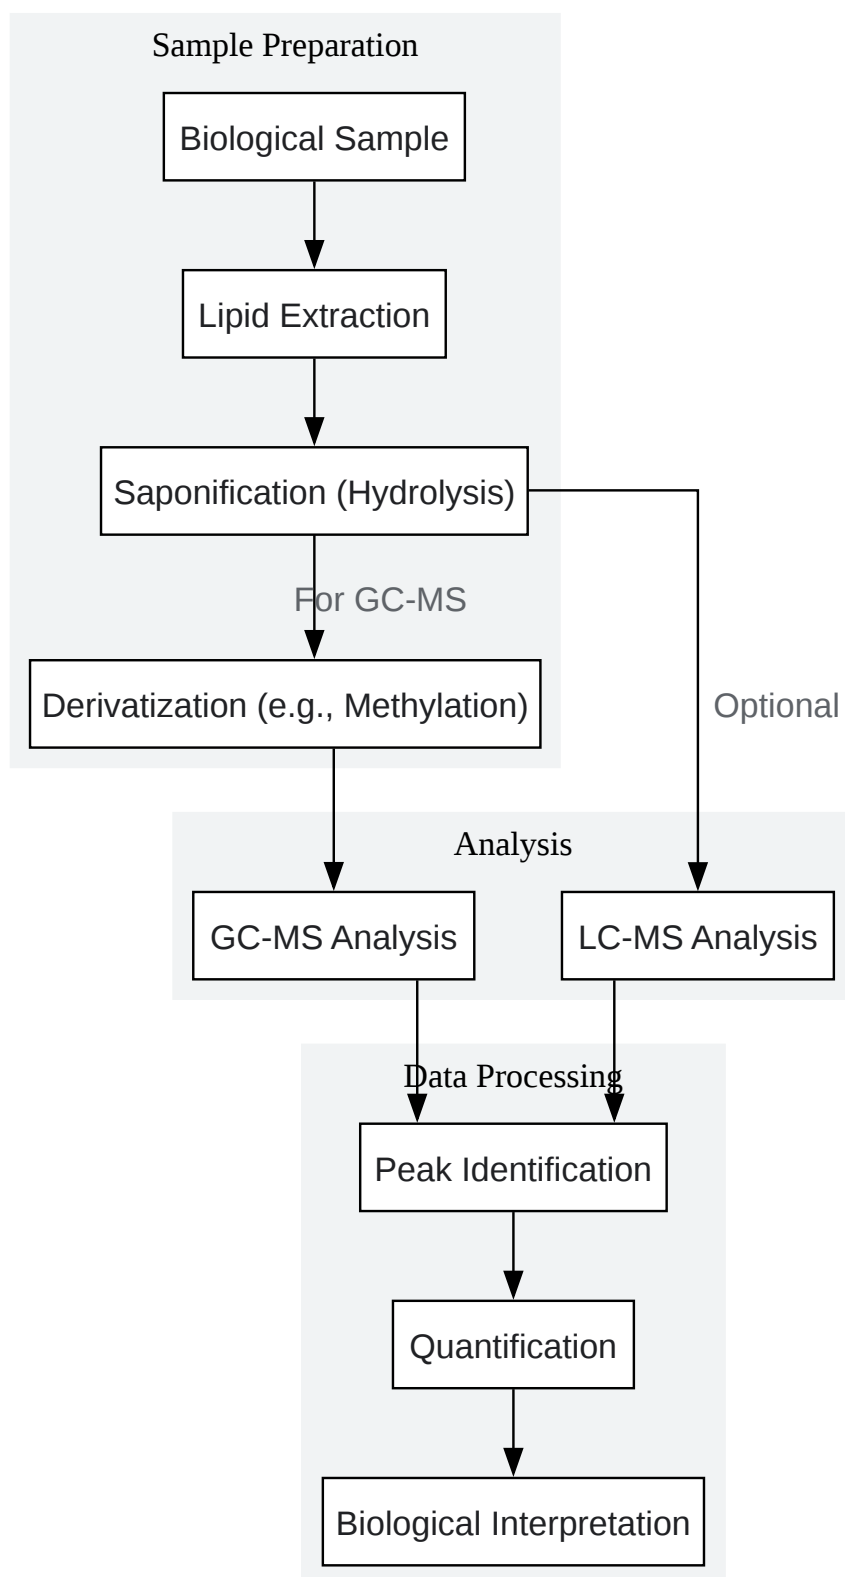 Sample Preparation
Biological Sample
Lipid Extraction
Saponification (Hydrolysis)
For GC-MS
Derivatization (e.g., Methylation)
Optional
Analysis
GC-MS Analysis
LC-MS Analysis
Data Processing
Peak Identification
Quantification
Biological Interpretation